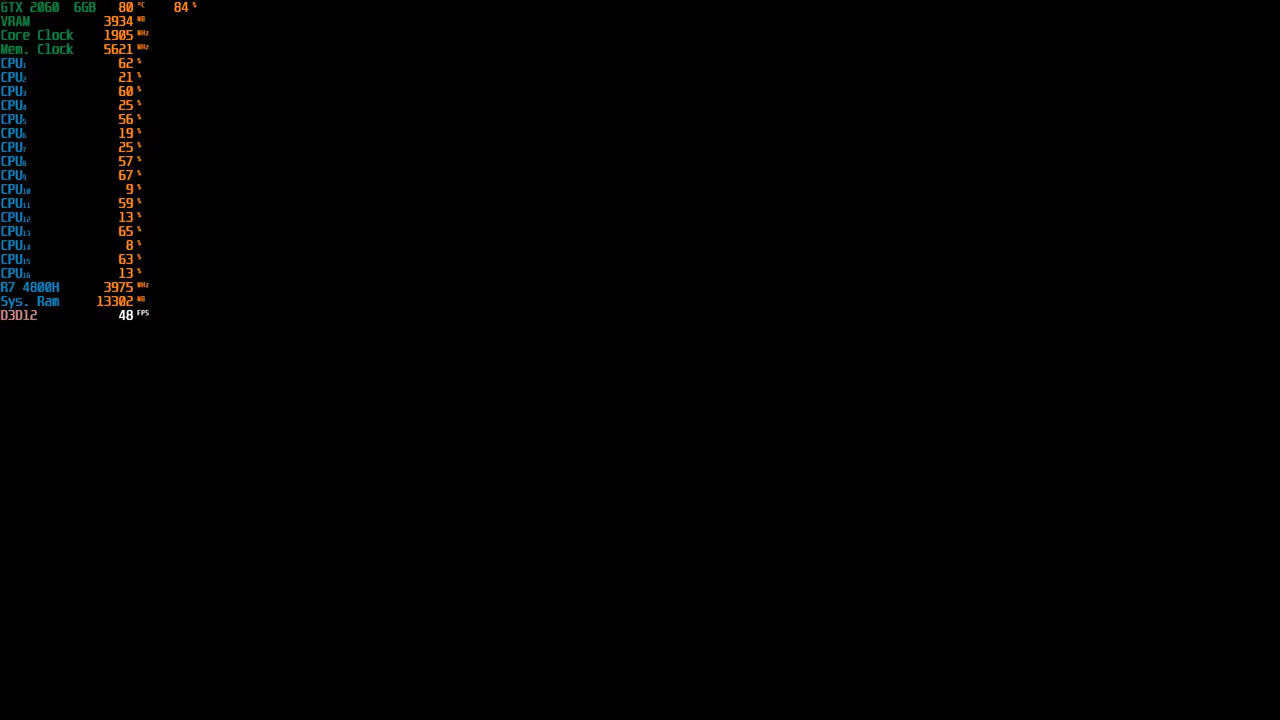 GTX 2060 6GB 80 °C 84 %
VRAM 3934 MB
Core Clock 1905 MHz
Mem. Clock 5621 MHz
CPU1 62 %
CPU2 21 %
CPU3 60 %
CPU4 25 %
CPU5 56 %
CPU6 19 %
CPU7 25 %
CPU8 57 %
CPU9 67 %
CPU10 9 %
CPU11 59 %
CPU12 13 %
CPU13 65 %
CPU14 8 %
CPU15 63 %
CPU16 13 %
R7 4800H 3975 MHz
Sys. Ram 13302 MB
D3D12 48 FPS